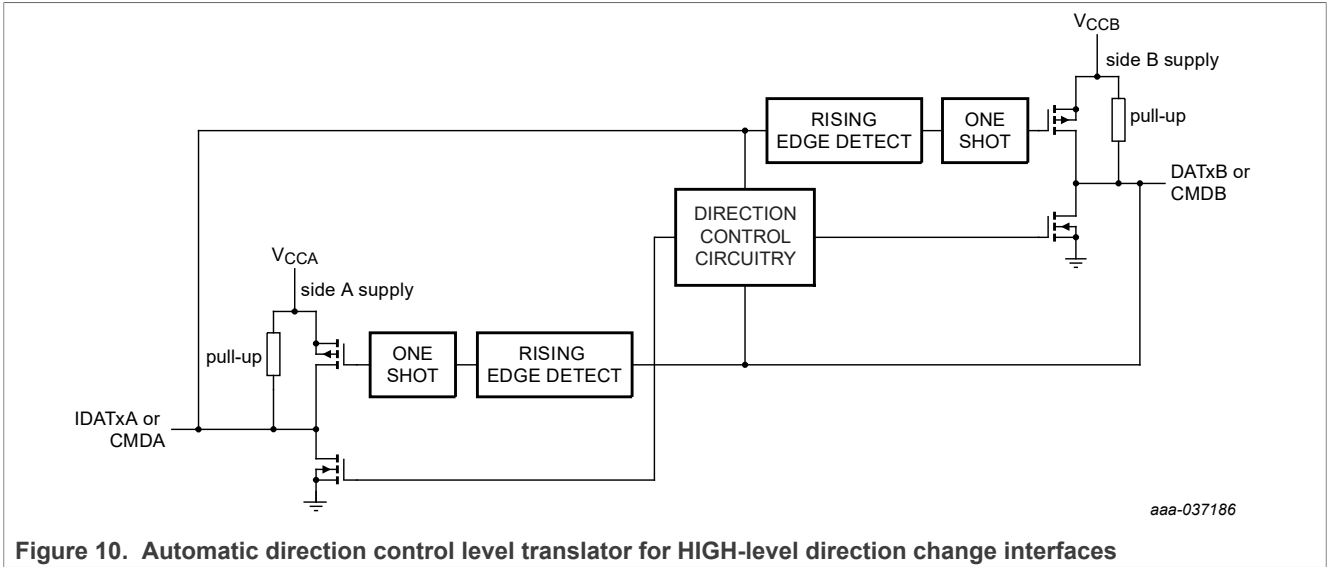 VCCB
side B supply
RISING
EDGE DETECT
ONE
SHOT
pull-up
DATxB or
CMDB
DIRECTION
CONTROL
CIRCUITRY
VCCA
side A supply
pull-up
ONE
SHOT
RISING
EDGE DETECT
IDATxA or
CMDA
aaa-037186
Figure 10. Automatic direction control level translator for HIGH-level direction change interfaces